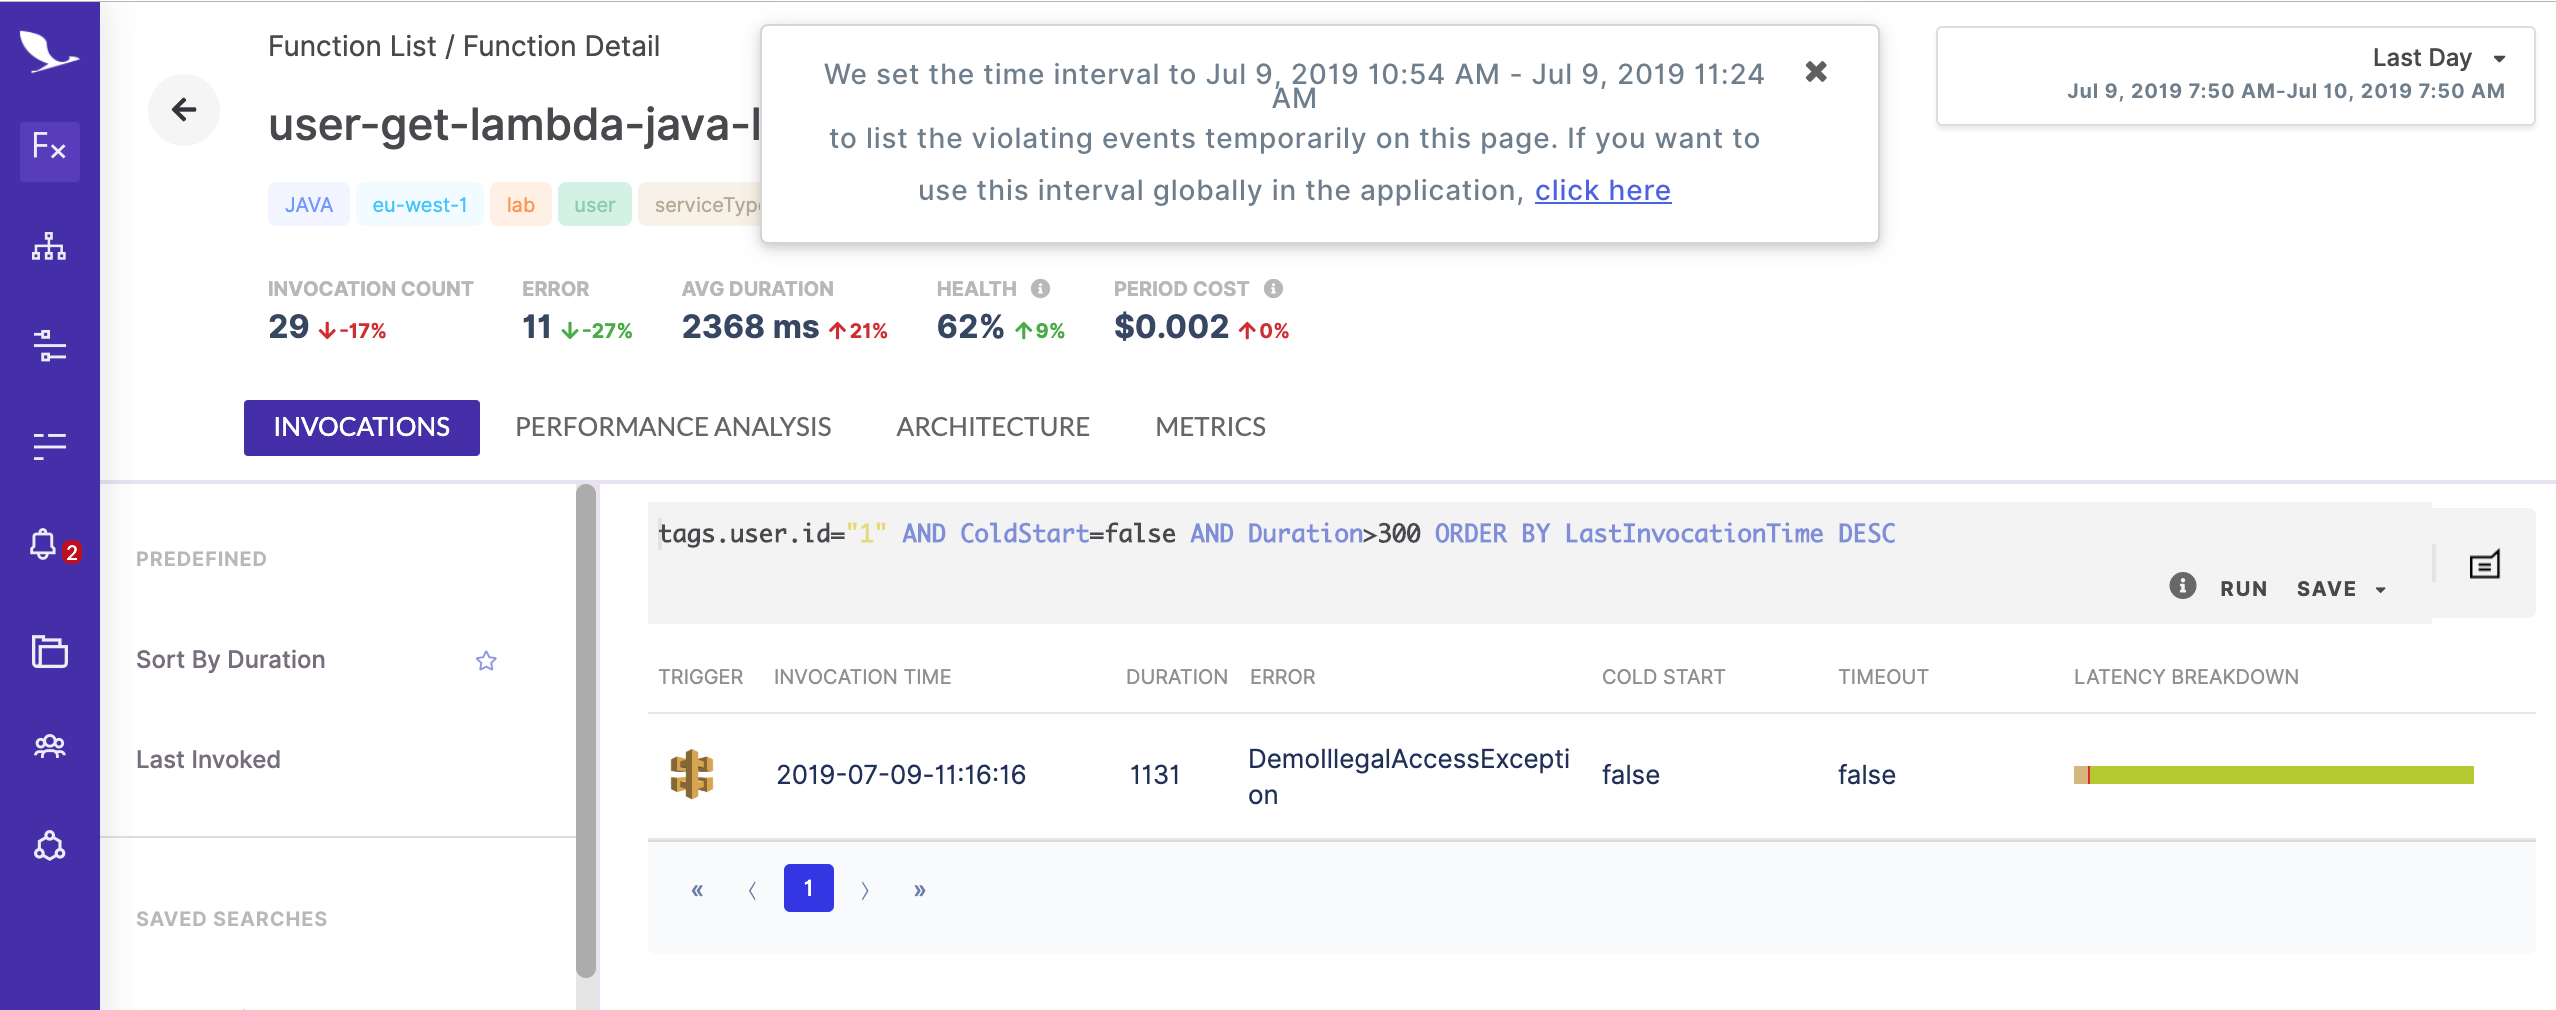 Function List / Function Detail
user-get-lambda-java-l
JAVA eu-west-1 lab user serviceType
We set the time interval to Jul 9, 2019 10:54 AM - Jul 9, 2019 11:24
AM
to list the violating events temporarily on this page. If you want to
use this interval globally in the application, click here
Last Day
Jul 9, 2019 7:50 AM-Jul 10, 2019 7:50 AM
Fx
2
INVOCATION COUNT ERROR AVG DURATION HEALTH PERIOD COST
29 -17% 11 -27% 2368 ms 21% 62% 9% $0.002 0%
INVOCATIONS PERFORMANCE ANALYSIS ARCHITECTURE METRICS
PREDEFINED
Sort By Duration
Last Invoked
SAVED SEARCHES
tags.user.id="1" AND ColdStart=false AND Duration>300 ORDER BY LastInvocationTime DESC
RUN SAVE
TRIGGER INVOCATION TIME DURATION ERROR COLD START TIMEOUT LATENCY BREAKDOWN
2019-07-09-11:16:16 1131 DemoIllegalAccessExcepti false false
on
« ‹ 1 › »